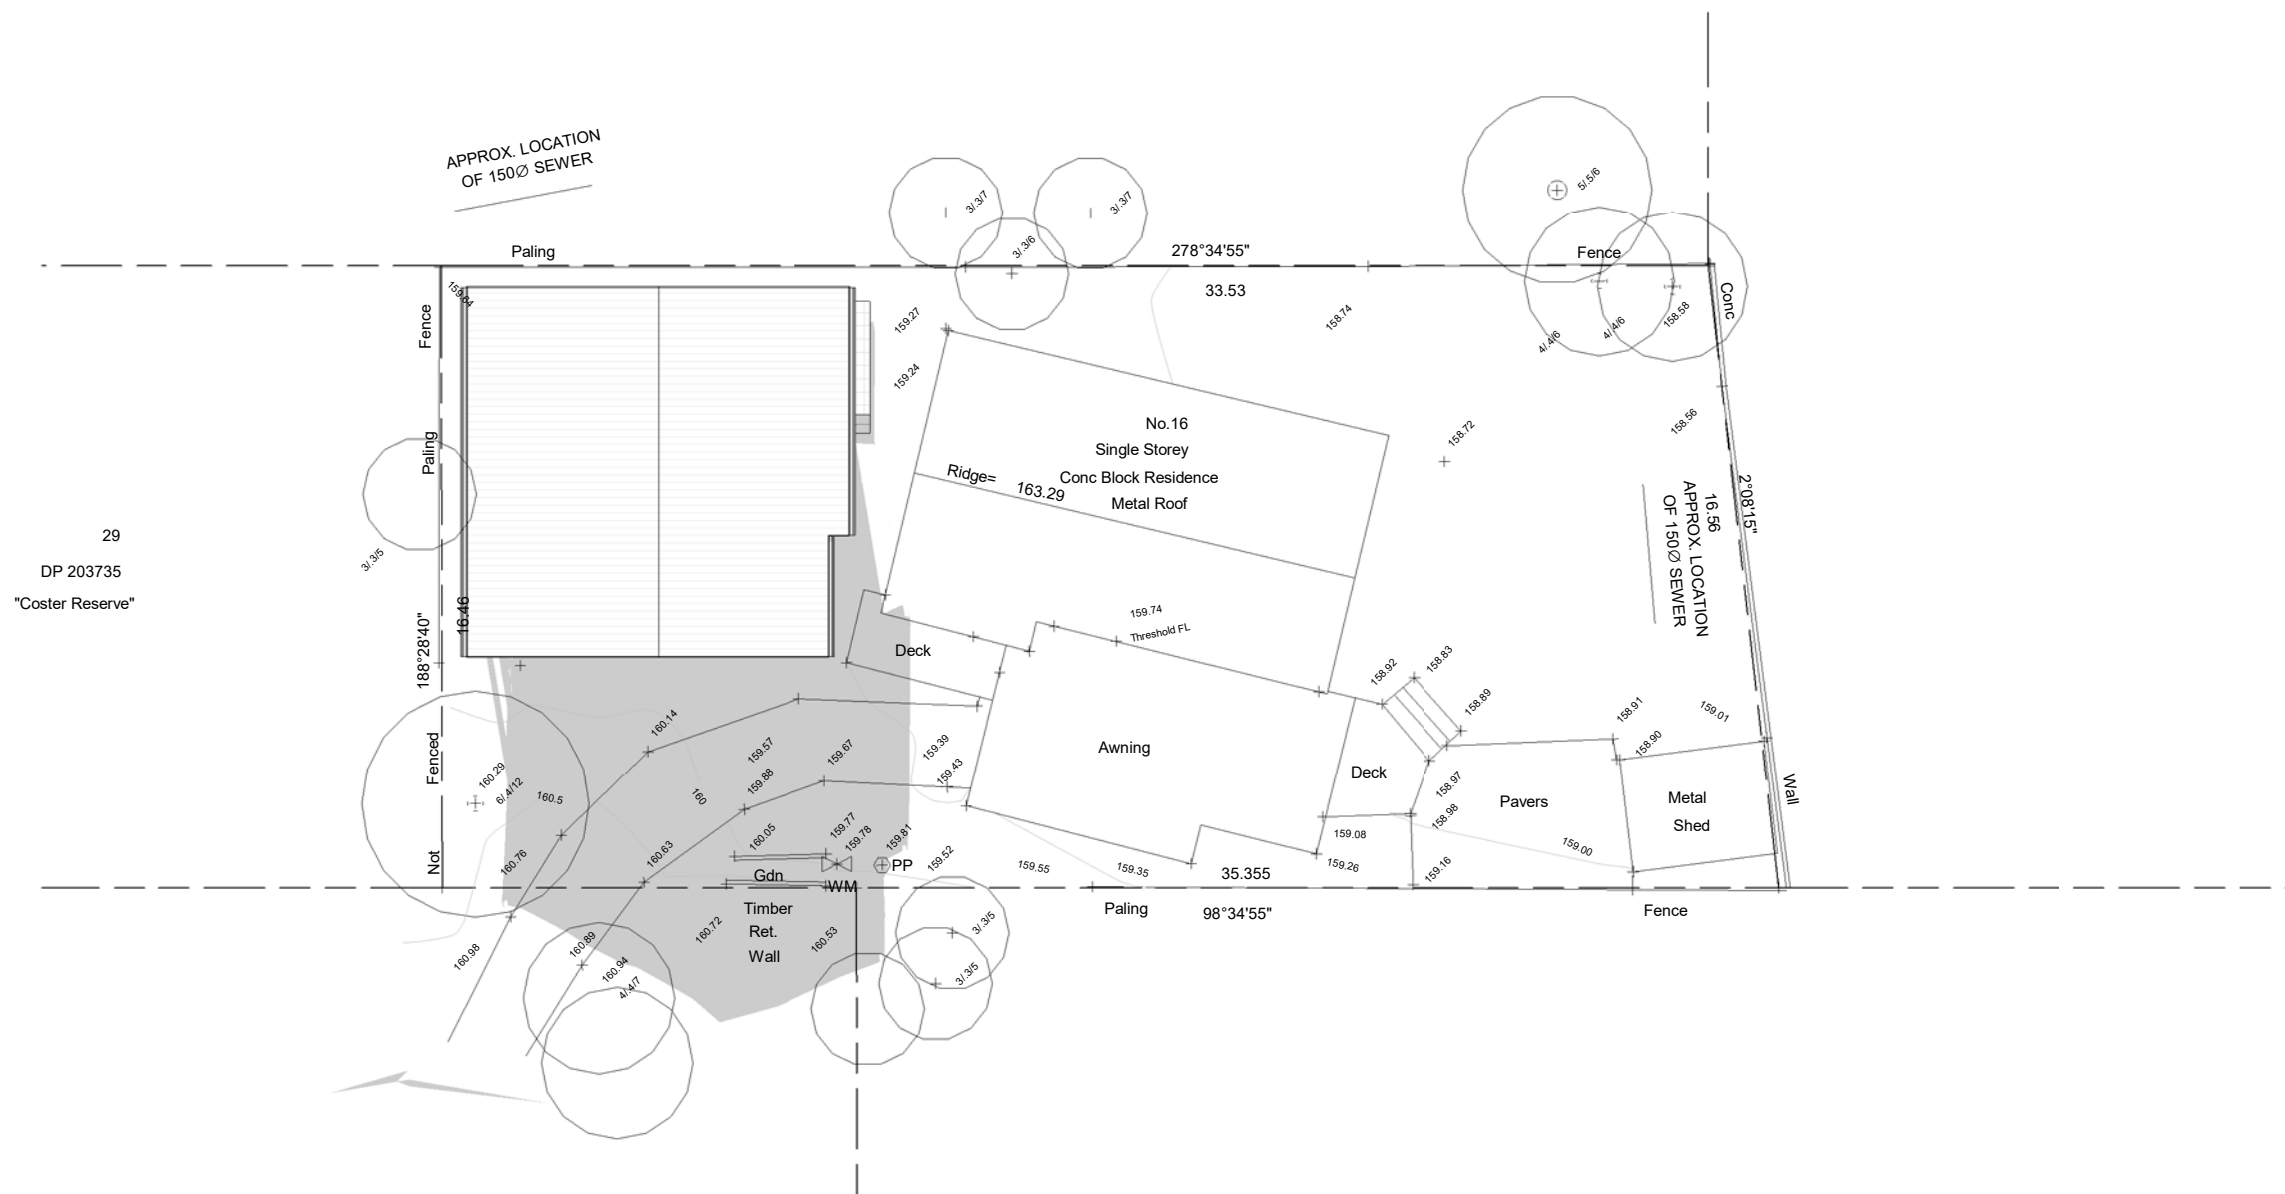 APPROX. LOCATION
OF 150Ø SEWER
3/.3/7
3/.3/7
3/.3/6
5/.5/6
Paling
278°34'55"
Fence
33.53
159.64
Fence
159.27
158.74
158.58
Conc
4/.4/6
4/.4/6
159.24
No.16
Single Storey
Conc Block Residence
Metal Roof
Ridge= 163.29
158.72
158.56
Paling
2°08'15"
16.56
APPROX. LOCATION
OF 150Ø SEWER
29
DP 203735
"Coster Reserve"
3/.3/5
188°28'40"
16.46
159.74
Threshold FL
Deck
158.92
158.83
158.89
158.91
159.01
158.90
160.14
159.57
159.67
159.39
159.43
Awning
Deck
158.97
158.98
Pavers
Metal
Shed
Wall
Fenced
Not
160.29
6/.4/12
160.5
160
159.88
160.05
159.77
159.78
159.81
PP
159.52
159.55
159.35
159.08
159.26
159.16
159.00
160.76
160.63
Gdn
WM
35.355
98°34'55"
Paling
Fence
Timber
Ret.
Wall
160.72
160.53
3/.3/5
3/.3/5
160.98
160.89
160.94
4/.4/7